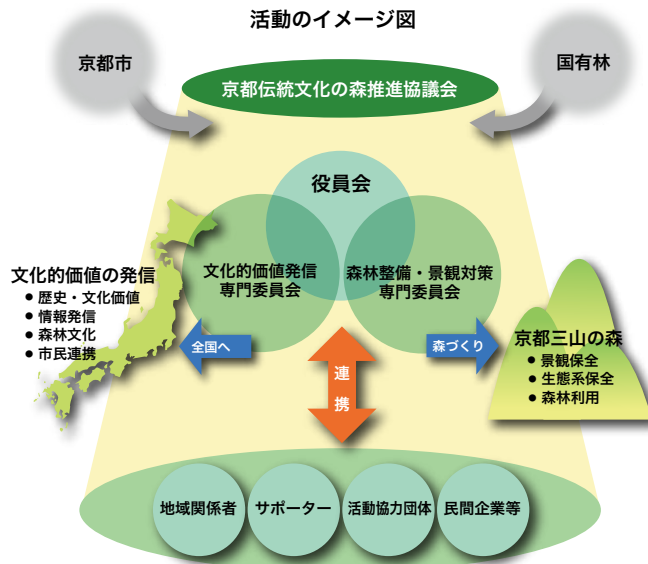 活動のイメージ図
京都市
国有林
京都伝統文化の森推進協議会
役員会
文化的価値発信
専門委員会
森林整備・景観対策
専門委員会
文化的価値の発信
● 歴史・文化価値
● 情報発信
● 森林文化
● 市民連携
全国へ
森づくり
京都三山の森
● 景観保全
● 生態系保全
● 森林利用
連
携
地域関係者
サポーター
活動協力団体
民間企業等